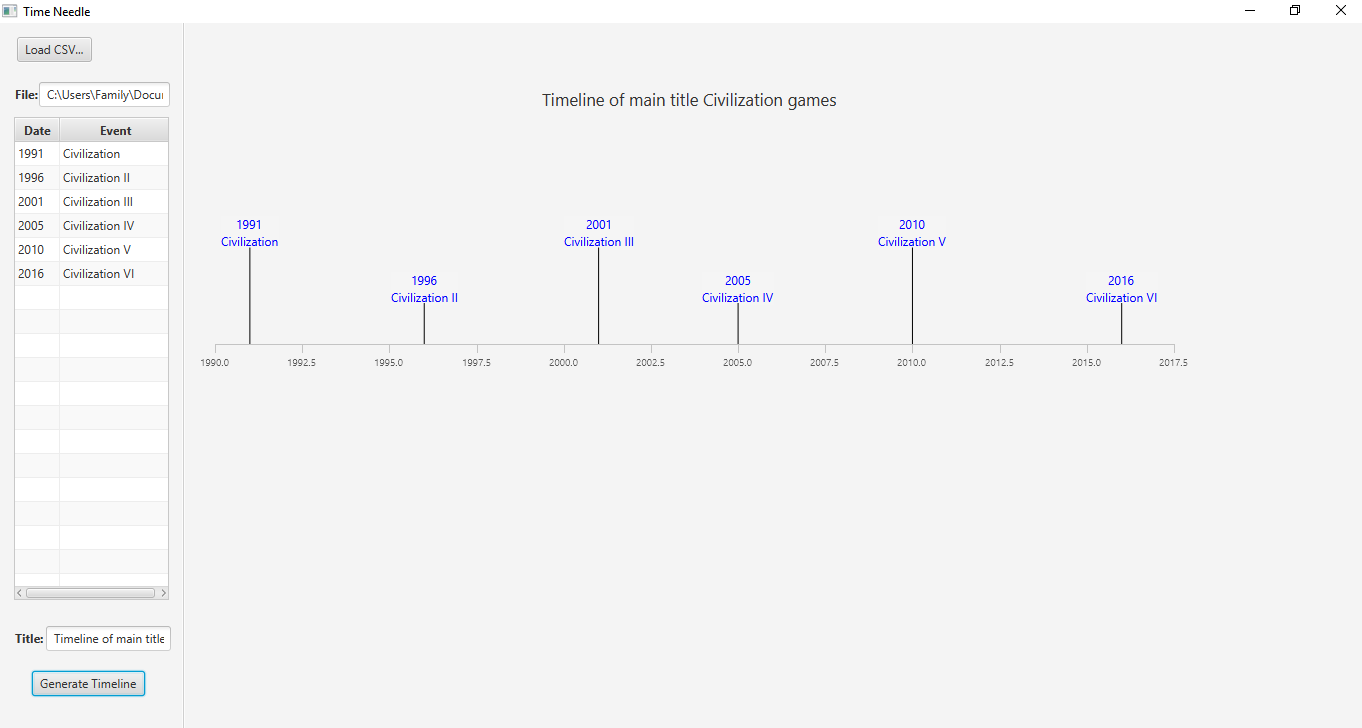 Time Needle
Load CSV...
File: C:\Users\Family\Docu
Date Event
1991 Civilization
1996 Civilization II
2001 Civilization III
2005 Civilization IV
2010 Civilization V
2016 Civilization VI
Title: Timeline of main title
Generate Timeline
Timeline of main title Civilization games
1991
Civilization
1996
Civilization II
2001
Civilization III
2005
Civilization IV
2010
Civilization V
2016
Civilization VI
1990.0 1992.5 1995.0 1997.5 2000.0 2002.5 2005.0 2007.5 2010.0 2012.5 2015.0 2017.5